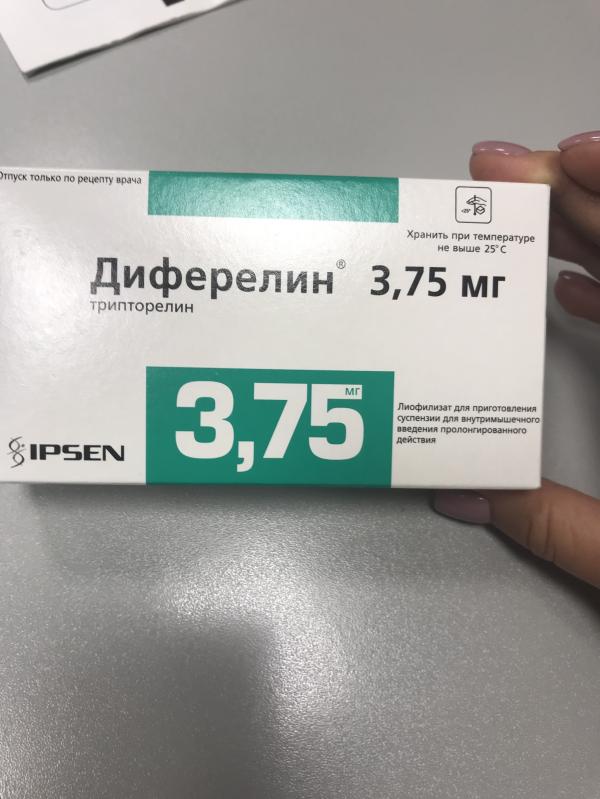 Отпуск только по рецепту врача
Хранить при температуре
не выше 25°C
Диферелин® 3,75 мг
трипторелин
3,75 мг
Лиофилизат для приготовления
суспензии для внутримышечного
введения пролонгированного
действия
IPSEN